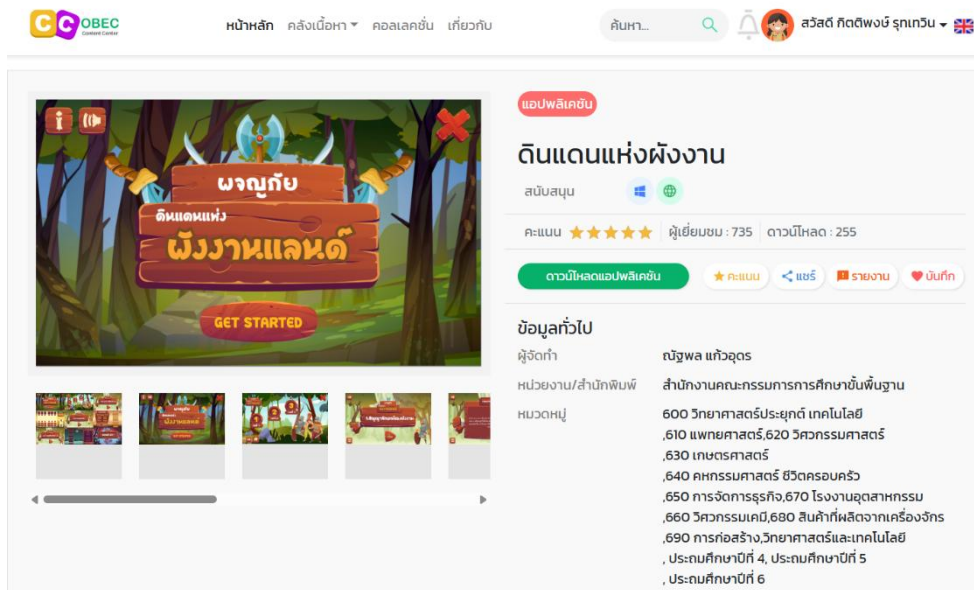 CC OBEC
Content Center
หน้าหลัก คลังเนื้อหา คอลเลคชั่น เกี่ยวกับ
ค้นหา...
สวัสดี กิตติพงษ์ รุกเทวิน
ผจญภัย
ดินแดนแห่ง
ผังงานแลนด์
GET STARTED
แอปพลิเคชัน
ดินแดนแห่งผังงาน
สนับสนุน
คะแนน ผู้เยี่ยมชม : 735 ดาวน์โหลด : 255
ดาวน์โหลดแอปพลิเคชัน คะแนน แชร์ รายงาน บันทึก
ข้อมูลทั่วไป
ผู้จัดทำ ณัฐพล แก้วอุดร
หน่วยงาน/สำนักพิมพ์ สำนักงานคณะกรรมการการศึกษาขั้นพื้นฐาน
หมวดหมู่ 600 วิทยาศาสตร์ประยุกต์ เทคโนโลยี
,610 แพทยศาสตร์,620 วิศวกรรมศาสตร์
,630 เกษตรศาสตร์
,640 คหกรรมศาสตร์ ชีวิตครอบครัว
,650 การจัดการธุรกิจ,670 โรงงานอุตสาหกรรม
,660 วิศวกรรมเคมี,680 สินค้าที่ผลิตจากเครื่องจักร
,690 การก่อสร้าง,วิทยาศาสตร์และเทคโนโลยี
, ประถมศึกษาปีที่ 4, ประถมศึกษาปีที่ 5
, ประถมศึกษาปีที่ 6